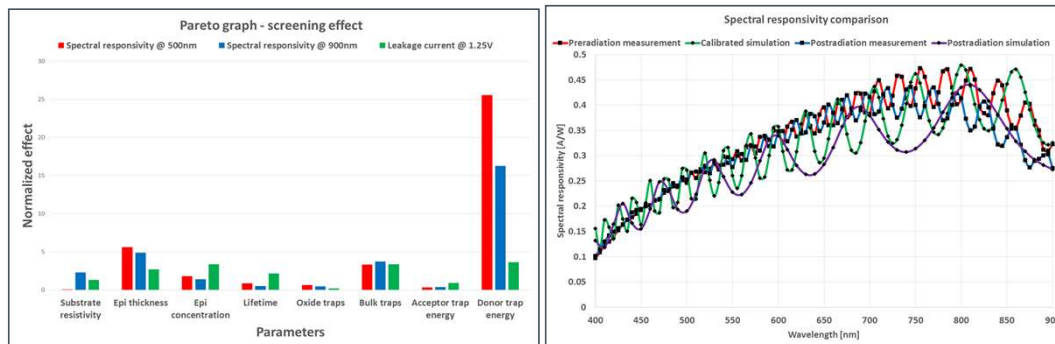 Pareto graph - screening effect
Spectral responsivity @ 500nm Spectral responsivity @ 900nm Leakage current @ 1.25V
30
25
20
15
10
5
0
Normalized effect
Substrate resistivity
Epi thickness
Epi concentration
Lifetime
Oxide traps
Bulk traps
Acceptor trap energy
Donor trap energy
Parameters
Spectral responsivity comparison
Preradiation measurement Calibrated simulation Postradiation measurement Postradiation simulation
0.5
0.45
0.4
0.35
0.3
0.25
0.2
0.15
0.1
0.05
0
Spectral responsivity [A/W]
400 450 500 550 600 650 700 750 800 850 900
Wavelength [nm]